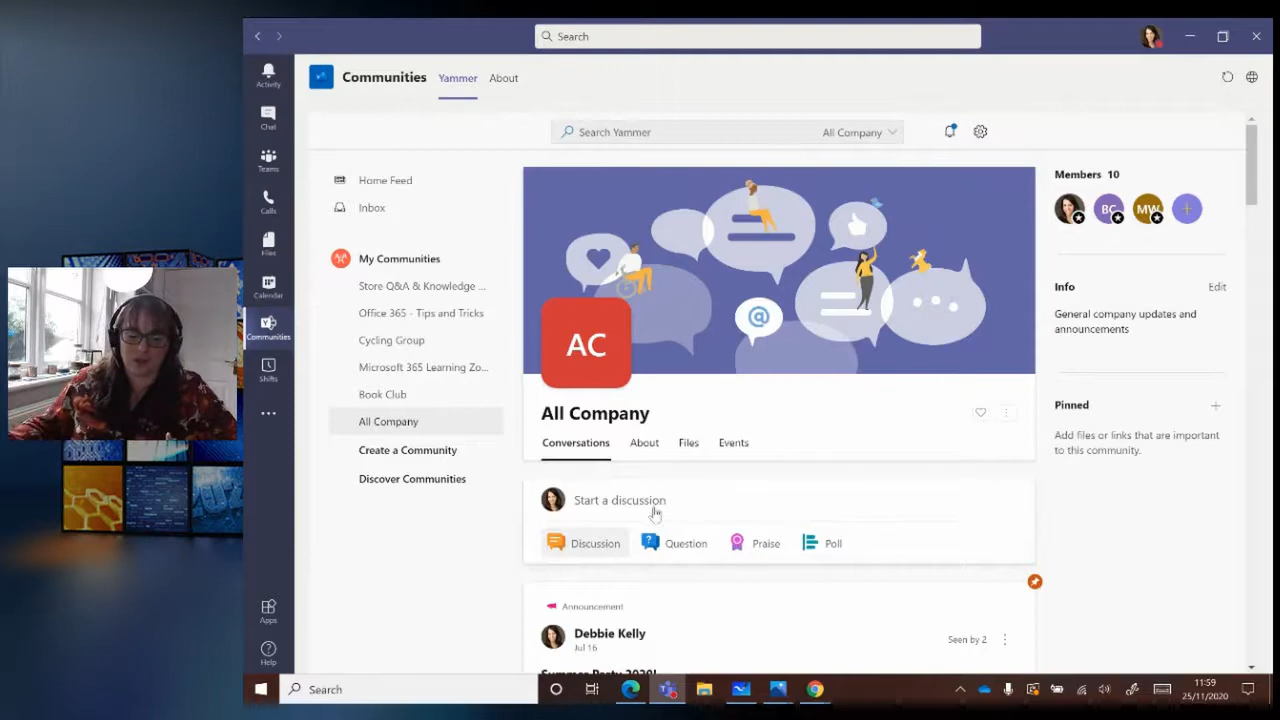 Search
Activity
Chat
Teams
Calls
Files
Calendar
Communities
Shifts
Apps
Help
Communities
Yammer
About
Search Yammer
All Company
Home Feed
Inbox
My Communities
Store Q&A & Knowledge ...
Office 365 - Tips and Tricks
Cycling Group
Microsoft 365 Learning Zo...
Book Club
All Company
Create a Community
Discover Communities
@
AC
All Company
Conversations
About
Files
Events
Start a discussion
Discussion
Question
Praise
Poll
Announcement
Debbie Kelly
Jul 16
Seen by 2
Summer Party 2020!
Members 10
BC
MW
Info
Edit
General company updates and
announcements
Pinned
Add files or links that are important
to this community.
Search
11:59
25/11/2020